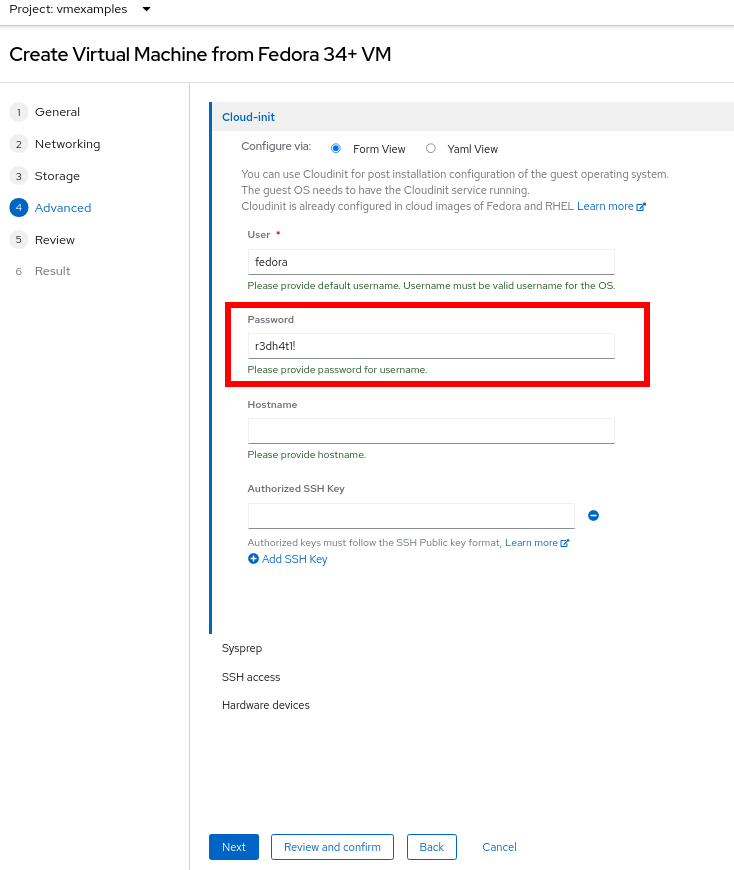 Project: vmexamples
Create Virtual Machine from Fedora 34+ VM
1 General
2 Networking
3 Storage
4 Advanced
5 Review
6 Result
Cloud-init
Configure via: Form View Yaml View
You can use Cloudinit for post installation configuration of the guest operating system.
The guest OS needs to have the Cloudinit service running.
Cloudinit is already configured in cloud images of Fedora and RHEL Learn more
User *
fedora
Please provide default username. Username must be valid username for the OS.
Password
r3dh4t1!
Please provide password for username.
Hostname
Please provide hostname.
Authorized SSH Key
Authorized keys must follow the SSH Public key format, Learn more
Add SSH Key
Sysprep
SSH access
Hardware devices
Next Review and confirm Back Cancel